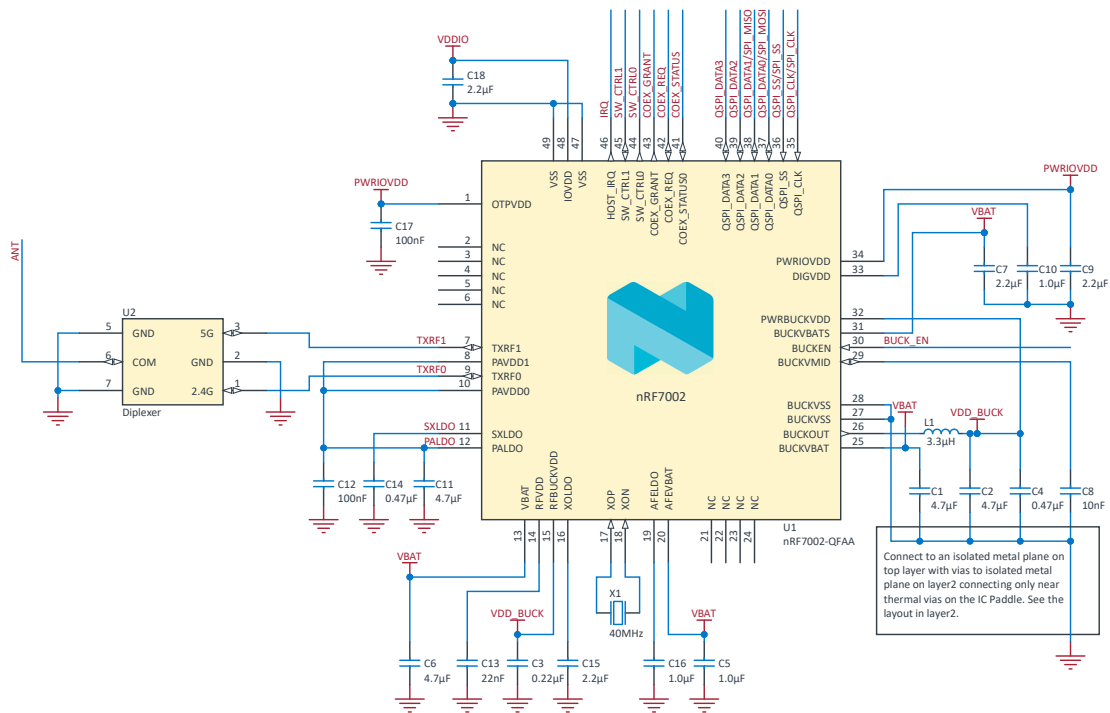 VDDIO
C18
2.2µF
IRQ
SW_CTRL1
SW_CTRL0
COEX_GRANT
COEX_REQ
COEX_STATUS
QSPI_DATA3
QSPI_DATA2
QSPI_DATA1/SPI_MISO
QSPI_DATA0/SPI_MOSI
QSPI_SS/SPI_SS
QSPI_CLK/SPI_CLK
49
48
47
46
45
44
43
42
41
40
39
38
37
36
35
VSS
IOVDD
VSS
HOST_IRQ
SW_CTRL1
SW_CTRL0
COEX_GRANT
COEX_REQ
COEX_STATUS0
QSPI_DATA3
QSPI_DATA2
QSPI_DATA1
QSPI_DATA0
QSPI_SS
QSPI_CLK
PWRIOVDD
C17
100nF
1
OTPVDD
2
NC
3
NC
4
NC
5
NC
6
NC
ANT
U2
5
GND
5G
3
6
COM
GND
2
7
GND
2.4G
1
Diplexer
TXRF1
7
TXRF1
8
PAVDD1
TXRF0
9
TXRF0
10
PAVDD0
SXLDO
11
SXLDO
PALDO
12
PALDO
C12
100nF
C14
0.47µF
C11
4.7µF
nRF7002
PWRIOVDD
VBAT
PWRIOVDD
34
DIGVDD
33
C7
2.2µF
C10
1.0µF
C9
2.2µF
PWRBUCKVDD
32
BUCKVBATS
31
BUCKEN
30
BUCK_EN
BUCKVMID
29
BUCKVSS
28
BUCKVSS
27
BUCKOUT
26
BUCKVBAT
25
VBAT
VDD_BUCK
L1
3.3µH
C1
4.7µF
C2
4.7µF
C4
0.47µF
C8
10nF
VBAT
RFVDD
RFBUCKVDD
XOLDO
XOP
XON
AFELDO
AFEVBAT
NC
NC
NC
NC
13
14
15
16
17
18
19
20
21
22
23
24
U1
nRF7002-QFAA
Connect to an isolated metal plane on
top layer with vias to isolated metal
plane on layer2 connecting only near
thermal vias on the IC Paddle. See the
layout in layer2.
VBAT
VDD_BUCK
X1
40MHz
VBAT
C6
4.7µF
C13
22nF
C3
0.22µF
C15
2.2µF
C16
1.0µF
C5
1.0µF